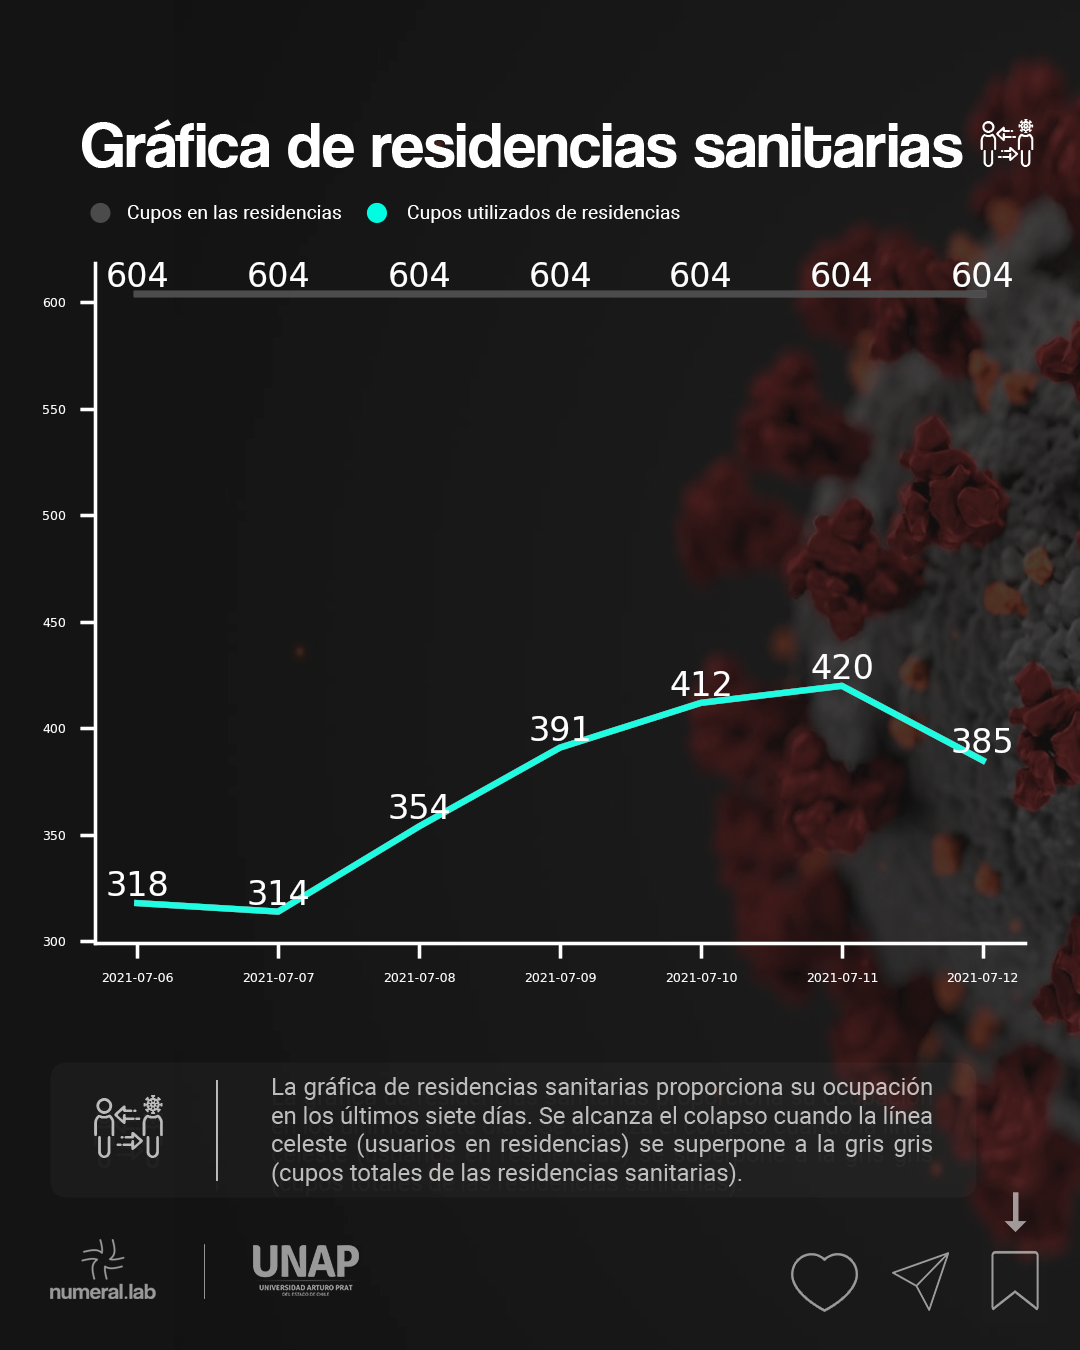 Gráfica de residencias sanitarias
Cupos en las residencias Cupos utilizados de residencias
604 604 604 604 604 604 604
600
550
500
450
400
350
300
318 314 354 391 412 420 385
2021-07-06 2021-07-07 2021-07-08 2021-07-09 2021-07-10 2021-07-11 2021-07-12
La gráfica de residencias sanitarias proporciona su ocupación
en los últimos siete días. Se alcanza el colapso cuando la línea
celeste (usuarios en residencias) se superpone a la gris gris
(cupos totales de las residencias sanitarias).
numeral.lab
UNAP
UNIVERSIDAD ARTURO PRAT
DEL ESTADO DE CHILE